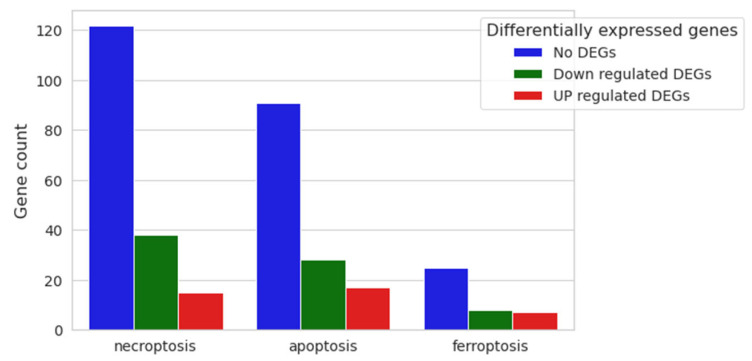 Differentially expressed genes
No DEGs
Down regulated DEGs
UP regulated DEGs
Gene count
120
100
80
60
40
20
0
necroptosis apoptosis ferroptosis